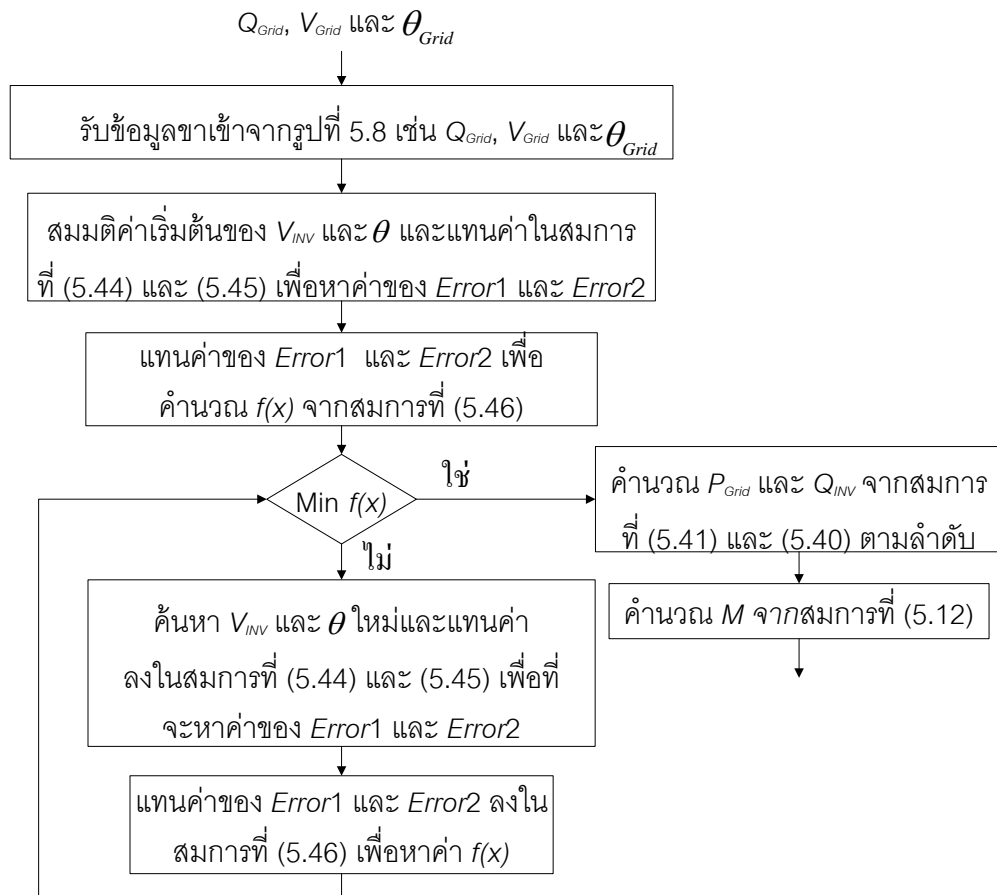 Q_Grid, V_Grid และ θ_Grid
รับข้อมูลขาเข้าจากรูปที่ 5.8 เช่น Q_Grid, V_Grid และ θ_Grid
สมมติค่าเริ่มต้นของ V_INV และ θ และแทนค่าในสมการ
ที่ (5.44) และ (5.45) เพื่อหาค่าของ Error1 และ Error2
แทนค่าของ Error1 และ Error2 เพื่อ
คำนวณ f(x) จากสมการที่ (5.46)
Min f(x)
ใช่
คำนวณ P_Grid และ Q_INV จากสมการ
ที่ (5.41) และ (5.40) ตามลำดับ
คำนวณ M จากสมการที่ (5.12)
ไม่
ค้นหา V_INV และ θ ใหม่และแทนค่า
ลงในสมการที่ (5.44) และ (5.45) เพื่อที่
จะหาค่าของ Error1 และ Error2
แทนค่าของ Error1 และ Error2 ลงใน
สมการที่ (5.46) เพื่อหาค่า f(x)